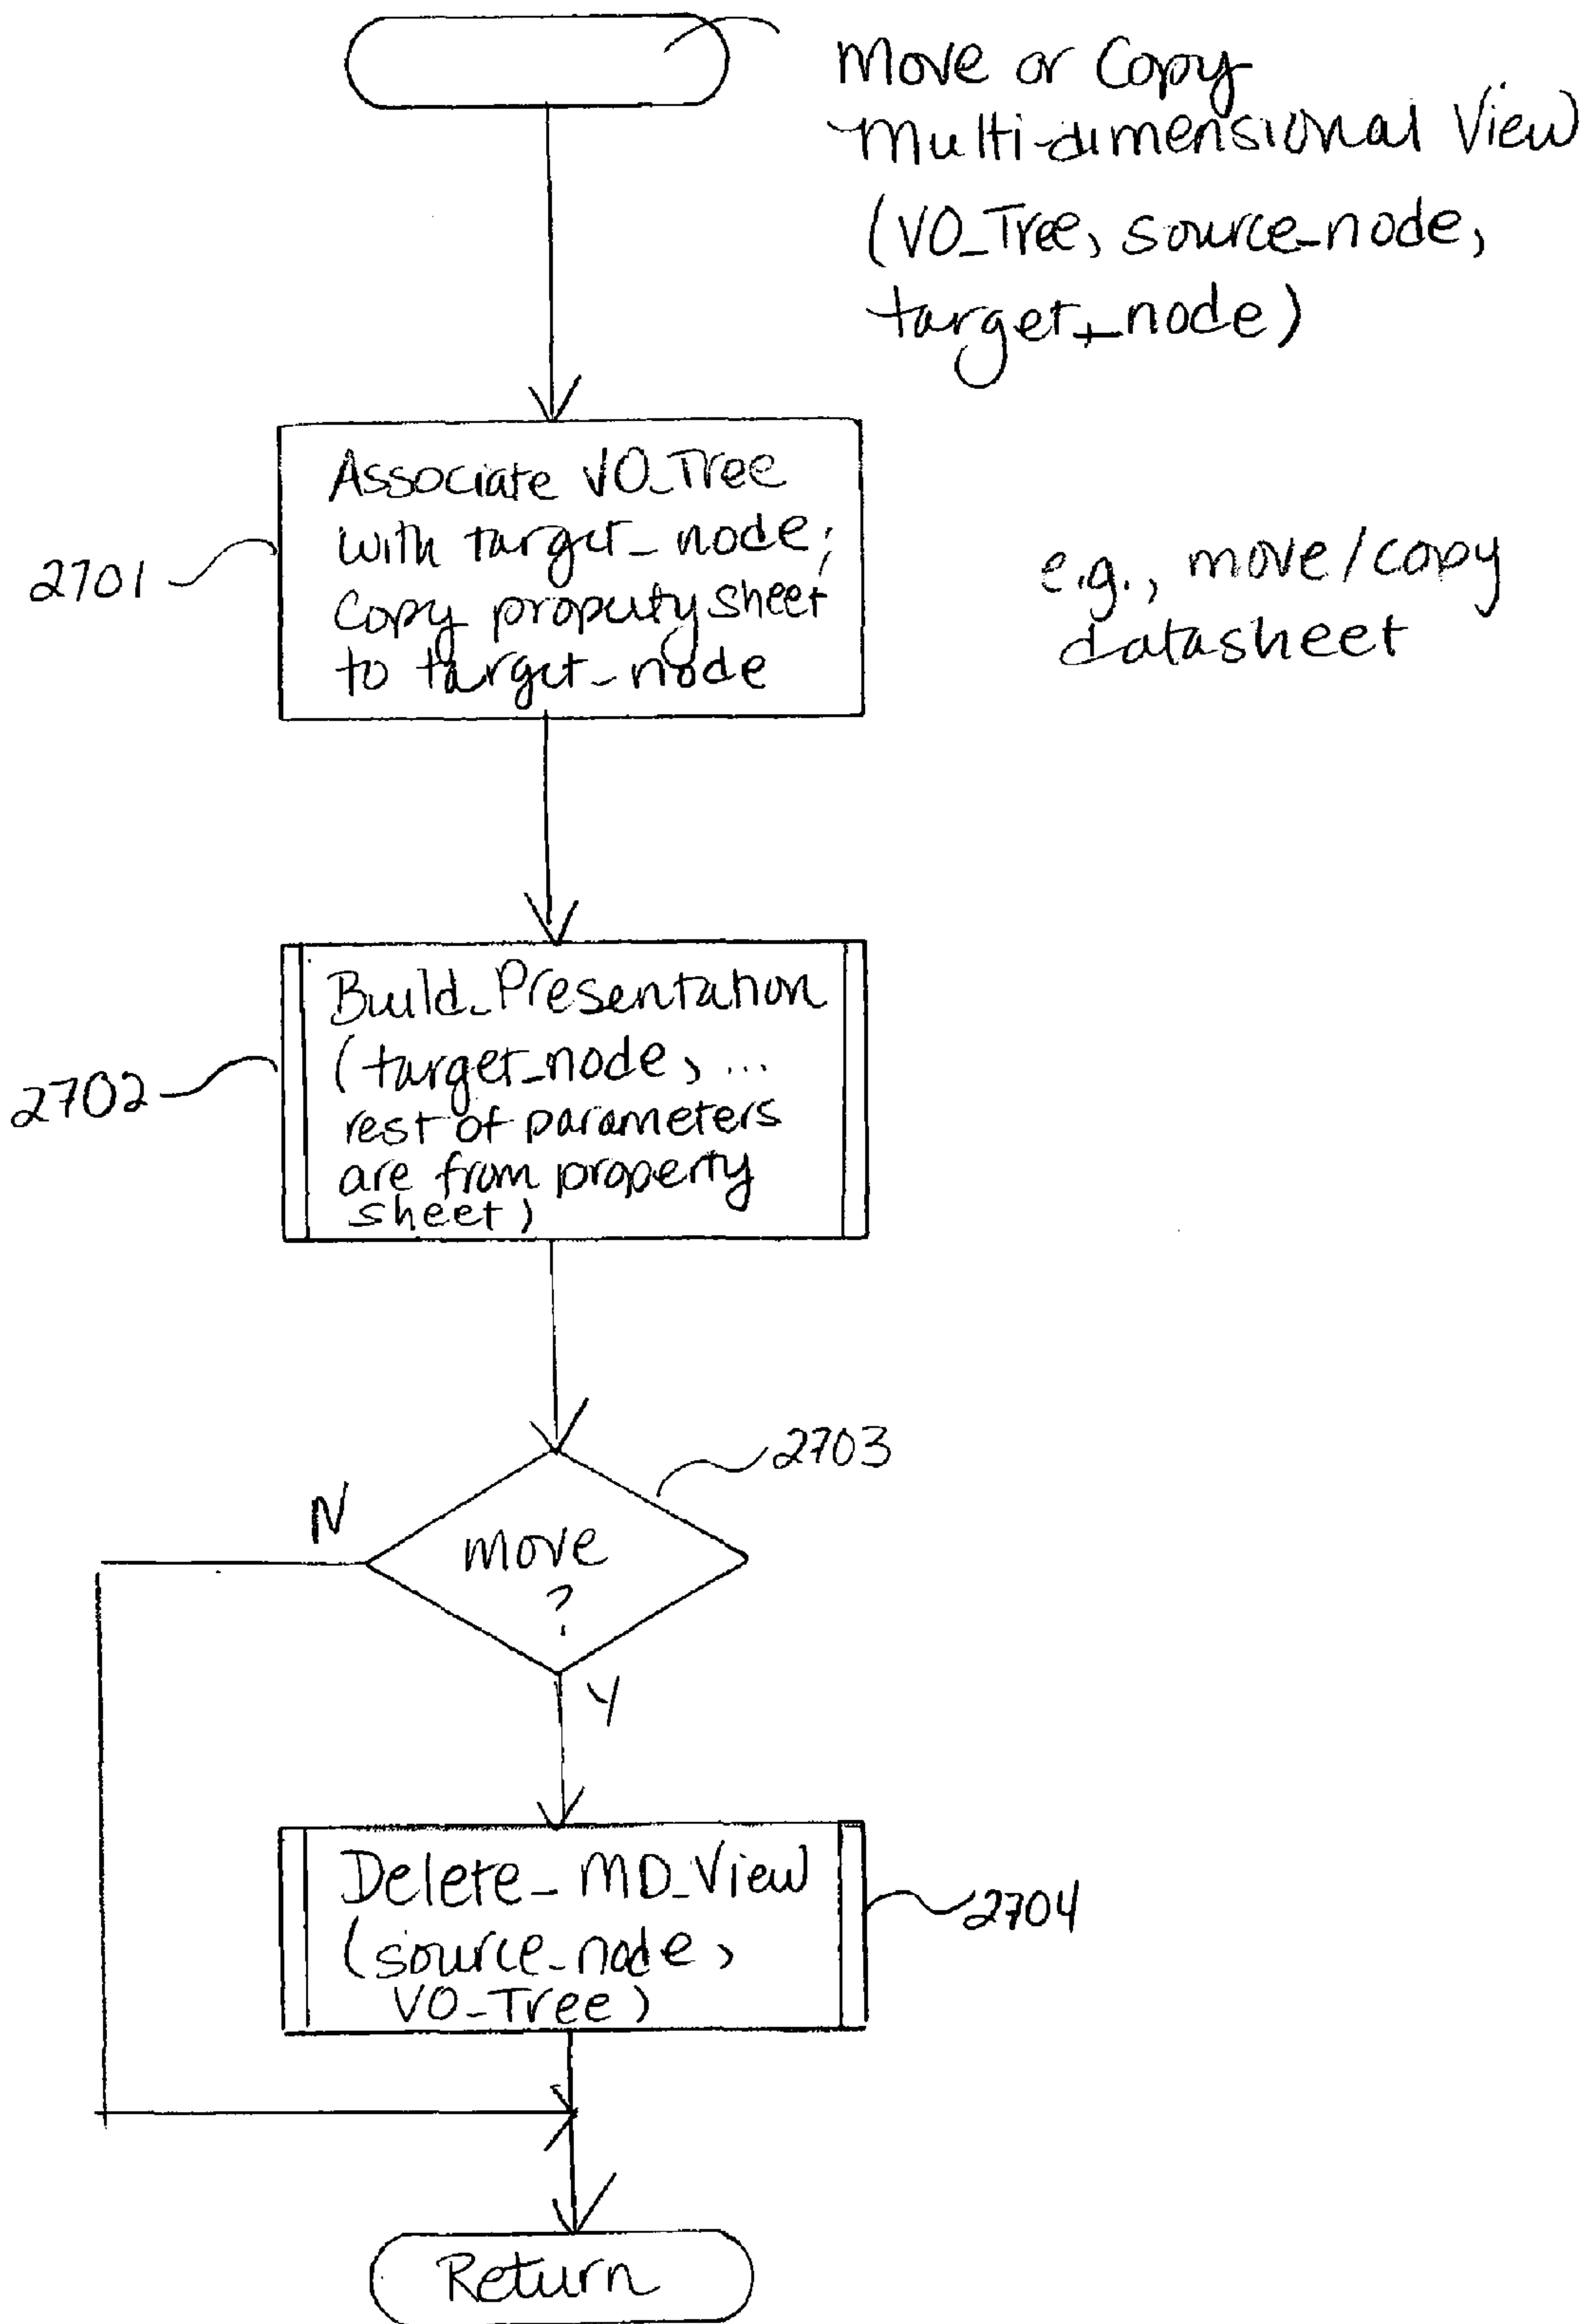 Move or Copy
Multi-dimensional View
(VO_Tree, source_node,
target_node)
Associate VO_Tree
with target_node;
Copy property sheet
to target_node
2701
e.g., move/copy
datasheet
Build_Presentation
(target_node, ...
rest of parameters
are from property
sheet)
2702
2703
N
move
?
Y
Delete_MD_View
(source_node,
VO_Tree)
2704
Return